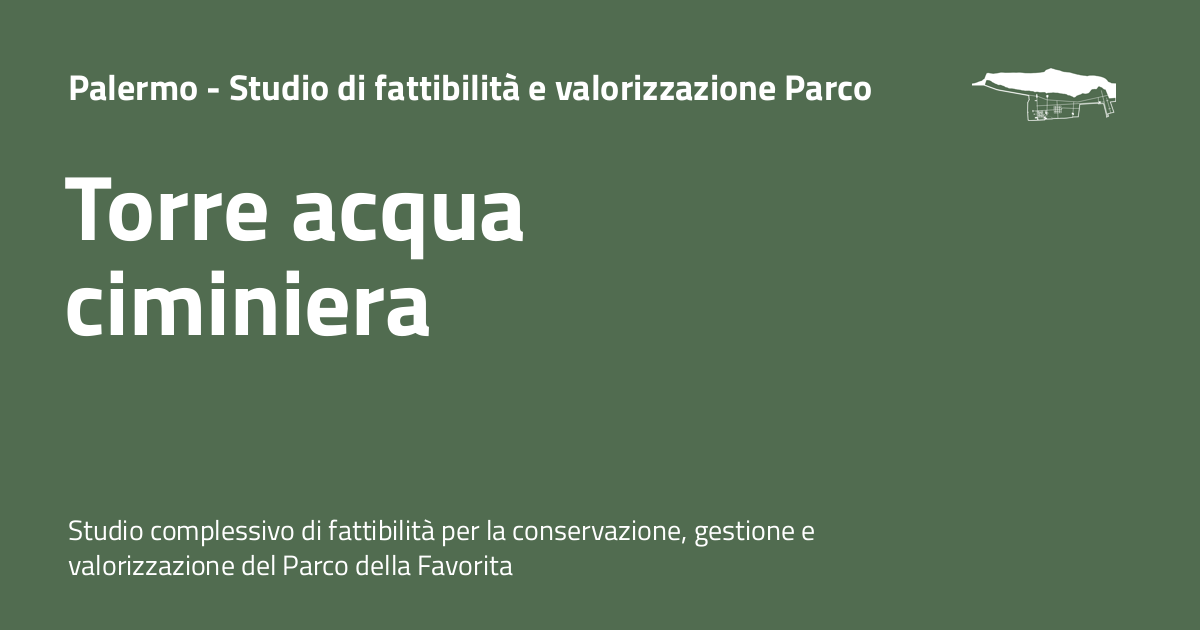 Palermo - Studio di fattibilità e valorizzazione Parco
Torre acqua
ciminiera
Studio complessivo di fattibilità per la conservazione, gestione e
valorizzazione del Parco della Favorita